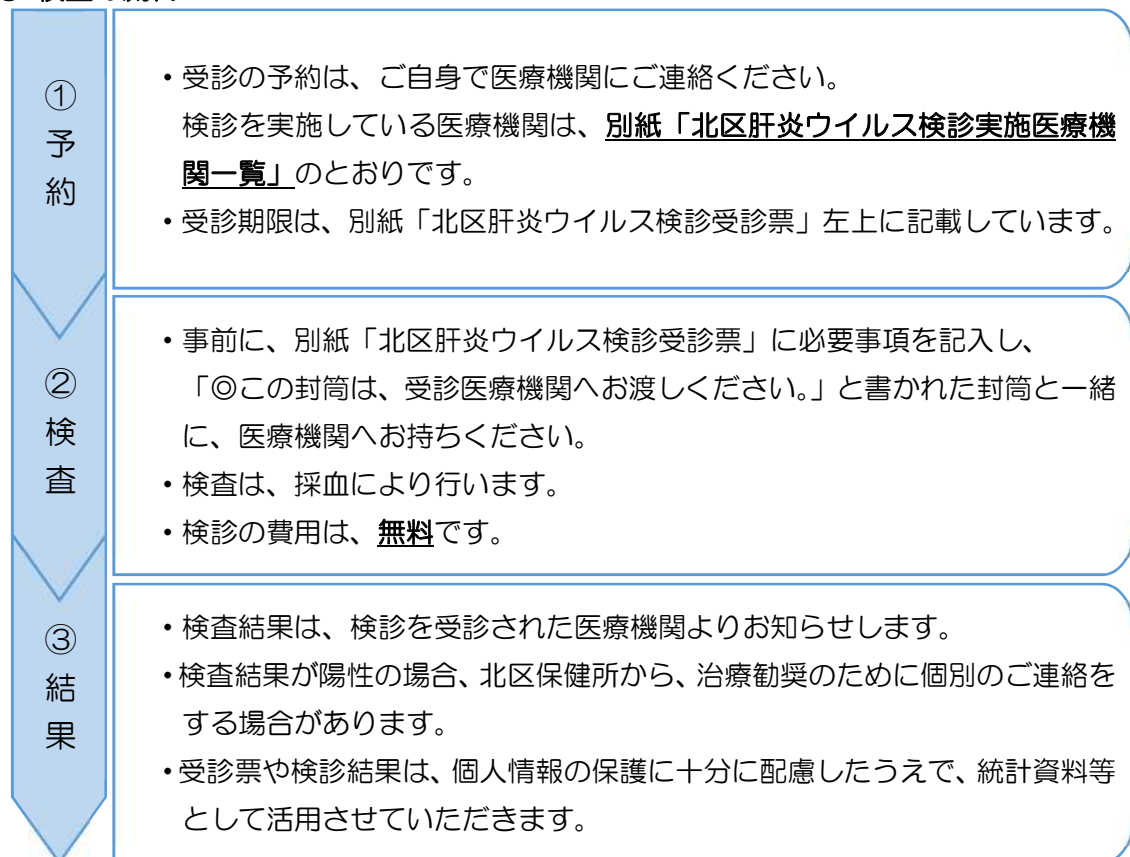 ①
予
約
・受診の予約は、ご自身で医療機関にご連絡ください。
検診を実施している医療機関は、別紙「北区肝炎ウイルス検診実施医療機
関一覧」のとおりです。
・受診期限は、別紙「北区肝炎ウイルス検診受診票」左上に記載しています。
②
検
査
・事前に、別紙「北区肝炎ウイルス検診受診票」に必要事項を記入し、
「◎この封筒は、受診医療機関へお渡しください。」と書かれた封筒と一緒
に、医療機関へお持ちください。
・検査は、採血により行います。
・検診の費用は、無料です。
③
結
果
・検査結果は、検診を受診された医療機関よりお知らせします。
・検査結果が陽性の場合、北区保健所から、治療勧奨のために個別のご連絡を
する場合があります。
・受診票や検診結果は、個人情報の保護に十分に配慮したうえで、統計資料等
として活用させていただきます。